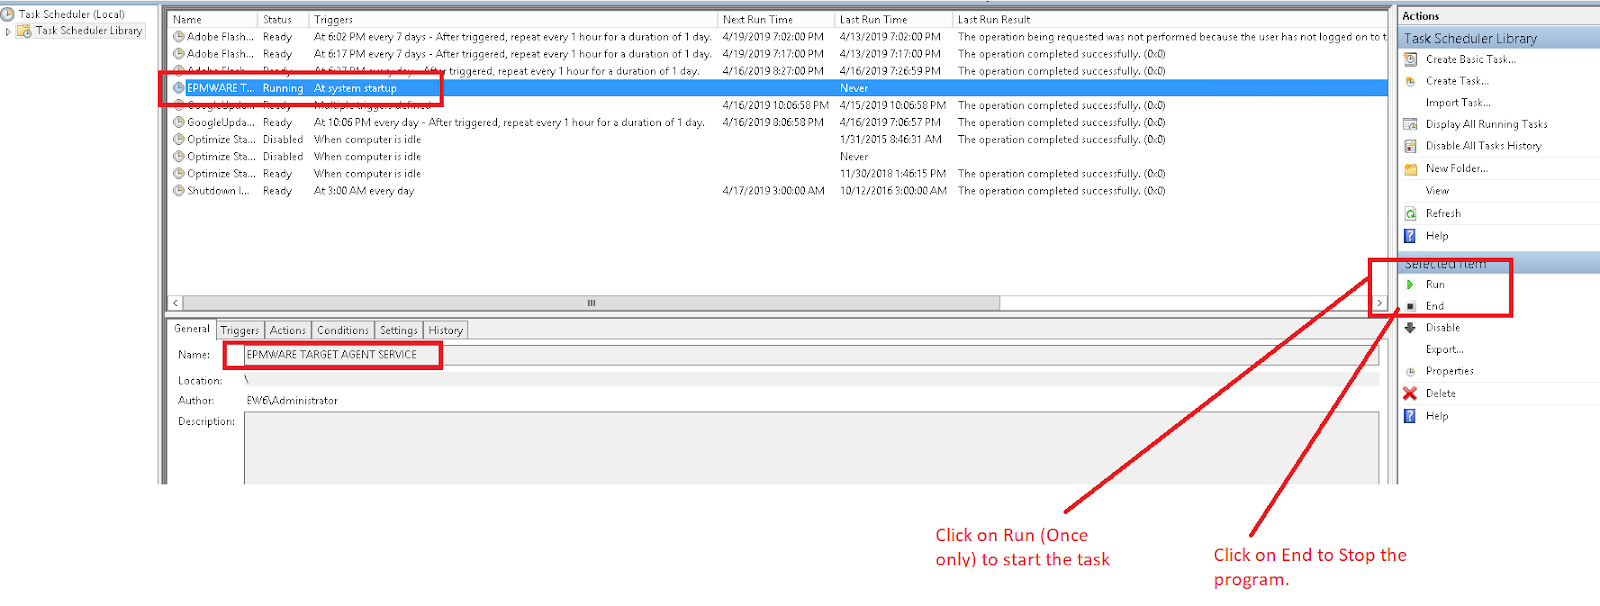 Task Scheduler (Local)
Task Scheduler Library
Name Status Triggers Next Run Time Last Run Time Last Run Result
Adobe Flash... Ready At 6:02 PM every 7 days - After triggered, repeat every 1 hour for a duration of 1 day. 4/19/2019 7:02:00 PM 4/13/2019 7:02:00 PM The operation being requested was not performed because the user has not logged on to t
Adobe Flash... Ready At 6:17 PM every 7 days - After triggered, repeat every 1 hour for a duration of 1 day. 4/19/2019 7:17:00 PM 4/13/2019 7:17:00 PM The operation completed successfully. (0x0)
Adobe Flash... Ready At 6:27 PM every day - After triggered, repeat every 1 hour for a duration of 1 day. 4/16/2019 8:27:00 PM 4/16/2019 7:26:59 PM The operation completed successfully. (0x0)
EPMWARE T... Running At system startup Never
GoogleUpda... Ready Multiple triggers defined 4/16/2019 10:06:58 PM 4/15/2019 10:06:58 PM The operation completed successfully. (0x0)
GoogleUpda... Ready At 10:06 PM every day - After triggered, repeat every 1 hour for a duration of 1 day. 4/16/2019 8:06:58 PM 4/16/2019 7:06:57 PM The operation completed successfully. (0x0)
Optimize Sta... Disabled When computer is idle 1/31/2015 8:46:31 AM The operation completed successfully. (0x0)
Optimize Sta... Disabled When computer is idle Never
Optimize Sta... Ready When computer is idle 11/30/2018 1:46:15 PM The operation completed successfully. (0x0)
Shutdown I... Ready At 3:00 AM every day 4/17/2019 3:00:00 AM 10/12/2016 3:00:00 AM The operation completed successfully. (0x0)
General Triggers Actions Conditions Settings History
Name: EPMWARE TARGET AGENT SERVICE
Location: \
Author: EW6\Administrator
Description:
Actions
Task Scheduler Library
Create Basic Task...
Create Task...
Import Task...
Display All Running Tasks
Disable All Tasks History
New Folder...
View
Refresh
Help
Selected Item
Run
End
Disable
Export...
Properties
Delete
Help
Click on Run (Once
only) to start the task
Click on End to Stop the
program.